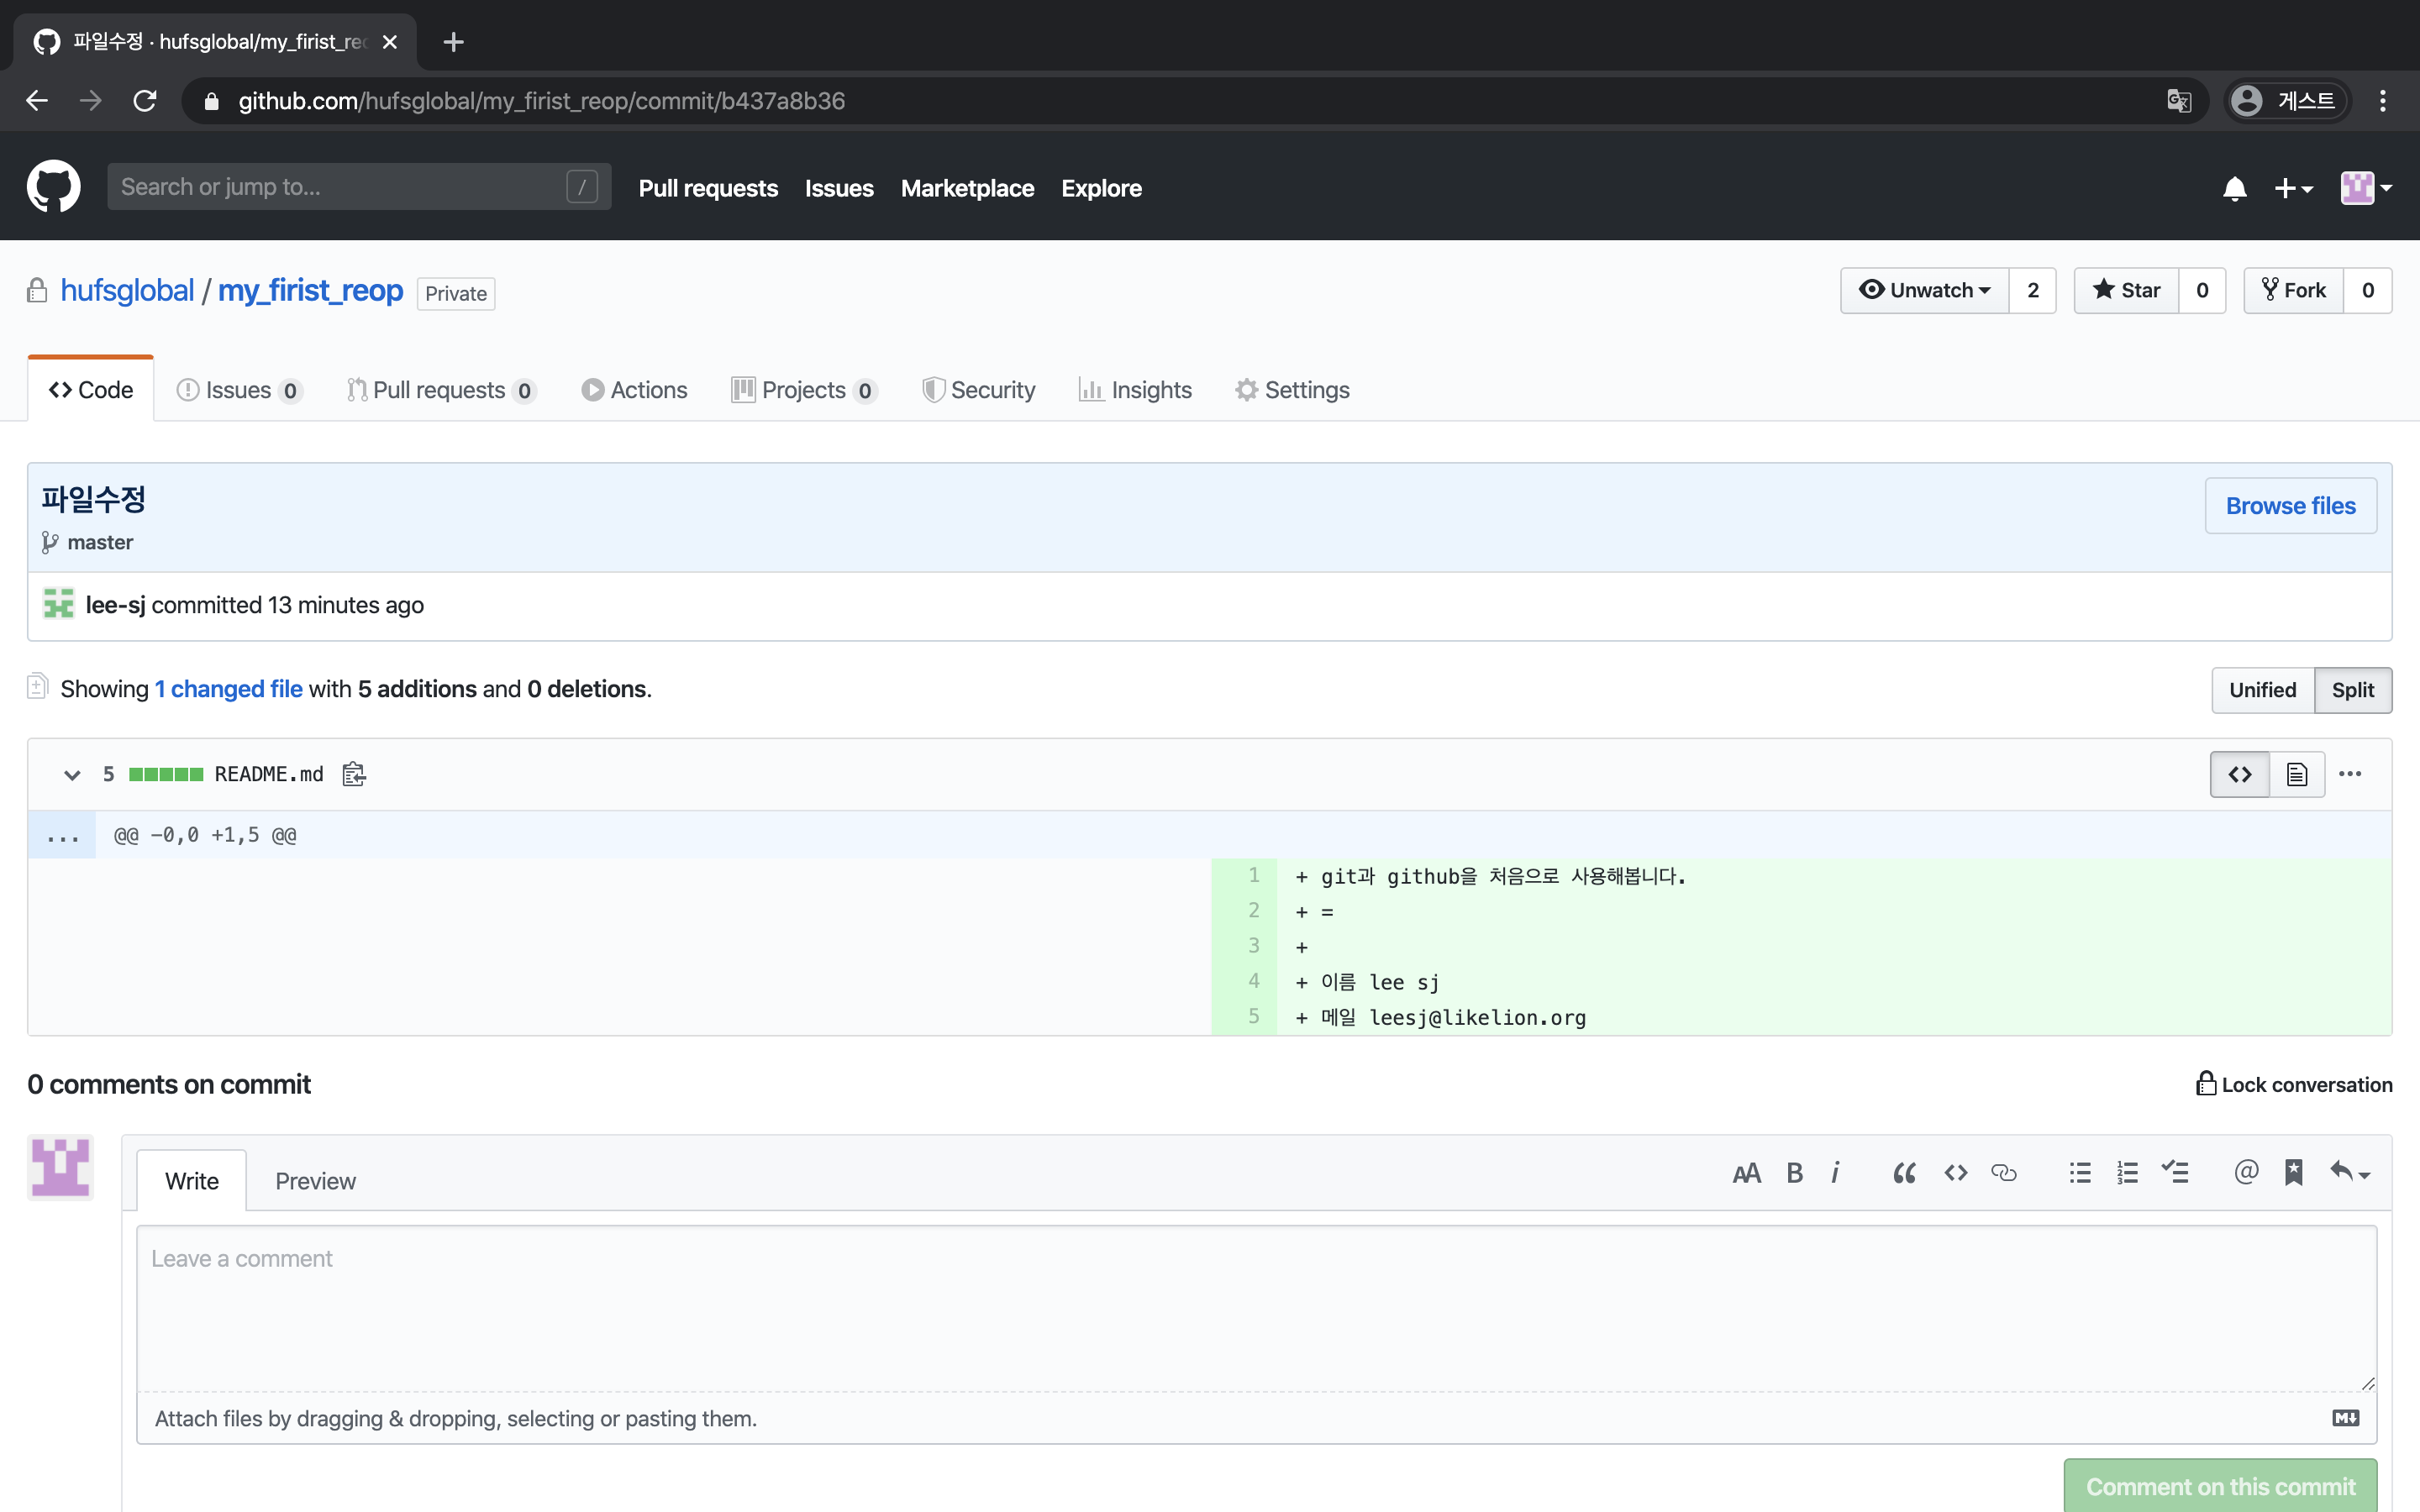 파일수정 · hufsglobal/my_firist_re
github.com/hufsglobal/my_firist_reop/commit/b437a8b36
게스트
Search or jump to...
/
Pull requests
Issues
Marketplace
Explore
hufsglobal / my_firist_reop
Private
Unwatch
2
Star
0
Fork
0
Code
Issues 0
Pull requests 0
Actions
Projects 0
Security
Insights
Settings
파일수정
Browse files
master
lee-sj committed 13 minutes ago
Showing 1 changed file with 5 additions and 0 deletions.
Unified
Split
5
README.md
...
@@ -0,0 +1,5 @@
1 + git과 github을 처음으로 사용해봅니다.
2 + =
3 +
4 + 이름 lee sj
5 + 메일 leesj@likelion.org
0 comments on commit
Lock conversation
Write
Preview
AA B i
Leave a comment
Attach files by dragging & dropping, selecting or pasting them.
Comment on this commit